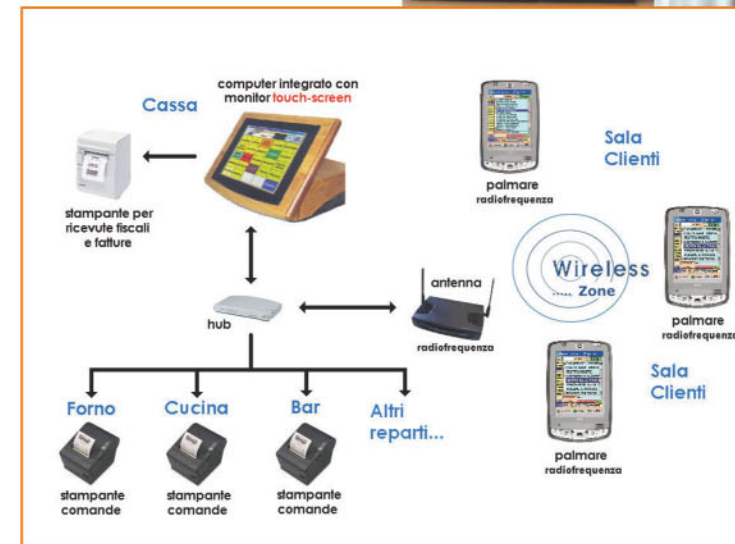 computer integrato con
monitor touch-screen
Cassa
stampante per
ricevute fiscali
e fatture
palmare
radiofrequenza
Sala
Clienti
Wireless
..... Zone
palmare
radiofrequenza
antenna
radiofrequenza
hub
Sala
Clienti
palmare
radiofrequenza
Forno
Cucina
Bar
Altri
reparti...
stampante
comande
stampante
comande
stampante
comande